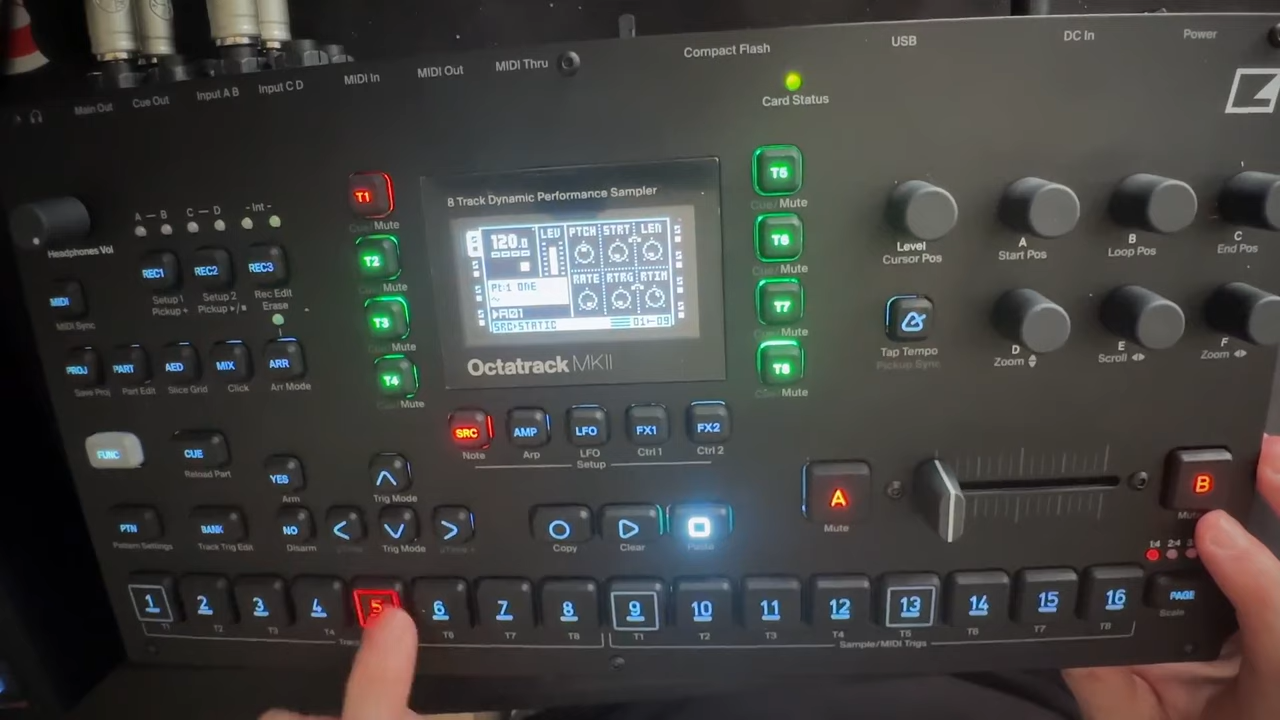 Compact Flash
USB
DC In
Power
MIDI In
MIDI Out
MIDI Thru
Main Out
Cue Out
Input A B
Input C D
Card Status
8 Track Dynamic Performance Sampler
T1
Mute
T2
Mute
T3
Mute
T4
Mute
T5
Cue/Mute
T6
Cue/Mute
T7
Cue/Mute
T8
Cue/Mute
120.0
LEV
PTCH
STRT
LEN
RATE
RTRG
RTIM
PT:1 ONE
SRC▸STATIC
Octatrack MKII
Headphones Vol
A — B
C — D
- Int -
REC1
REC2
REC3
Setup 1
Pickup +
Setup 2
Pickup ▸/■
Rec Edit
Erase
MIDI
MIDI Sync
PROJ
PART
AED
MIX
ARR
Save Proj
Part Edit
Slice Grid
Click
Arr Mode
FUNC
CUE
Reload Part
YES
Arm
Trig Mode
PTN
Pattern Settings
BANK
Track Trig Edit
NO
Disarm
Trig Mode
SRC
AMP
LFO
FX1
FX2
Note
Arp
LFO
Ctrl 1
Ctrl 2
Setup
Copy
Clear
Paste
Level
Cursor Pos
A
Start Pos
B
Loop Pos
C
End Pos
Tap Tempo
Pickup Sync
D
Zoom
E
Scroll
F
Zoom
A
Mute
B
1:4
2:4
PAGE
Scale
1
2
3
4
5
6
7
8
9
10
11
12
13
14
15
16
T1
T2
T3
T4
T6
T7
T8
T1
T2
T3
T4
T5
T6
T7
T8
Sample/MIDI Trigs